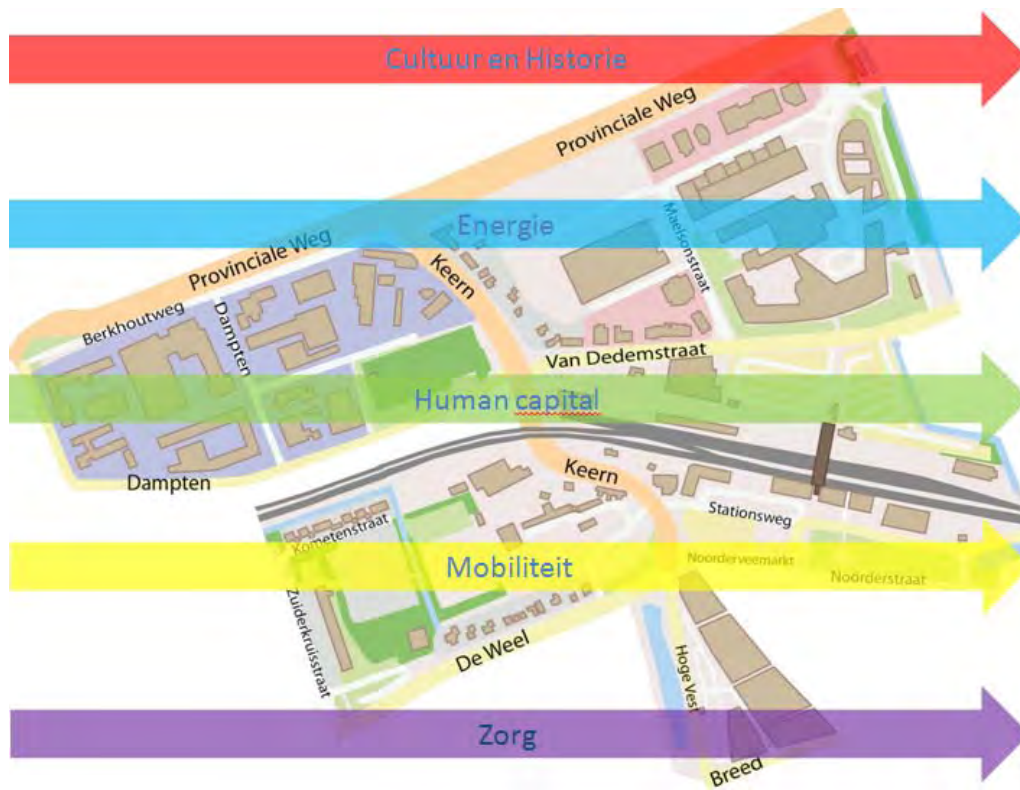 Cultuur en Historie
Provinciale Weg
Maelsonstraat
Energie
Provinciale Weg
Keern
Berkhoutweg
Dampten
Van Dedemstraat
Human capital
Keern
Dampten
Stationsweg
Kometenstraat
Noorderveemarkt
Mobiliteit
Noorderstraat
Zuiderkruisstraat
De Weel
Hoge Vest
Zorg
Breed